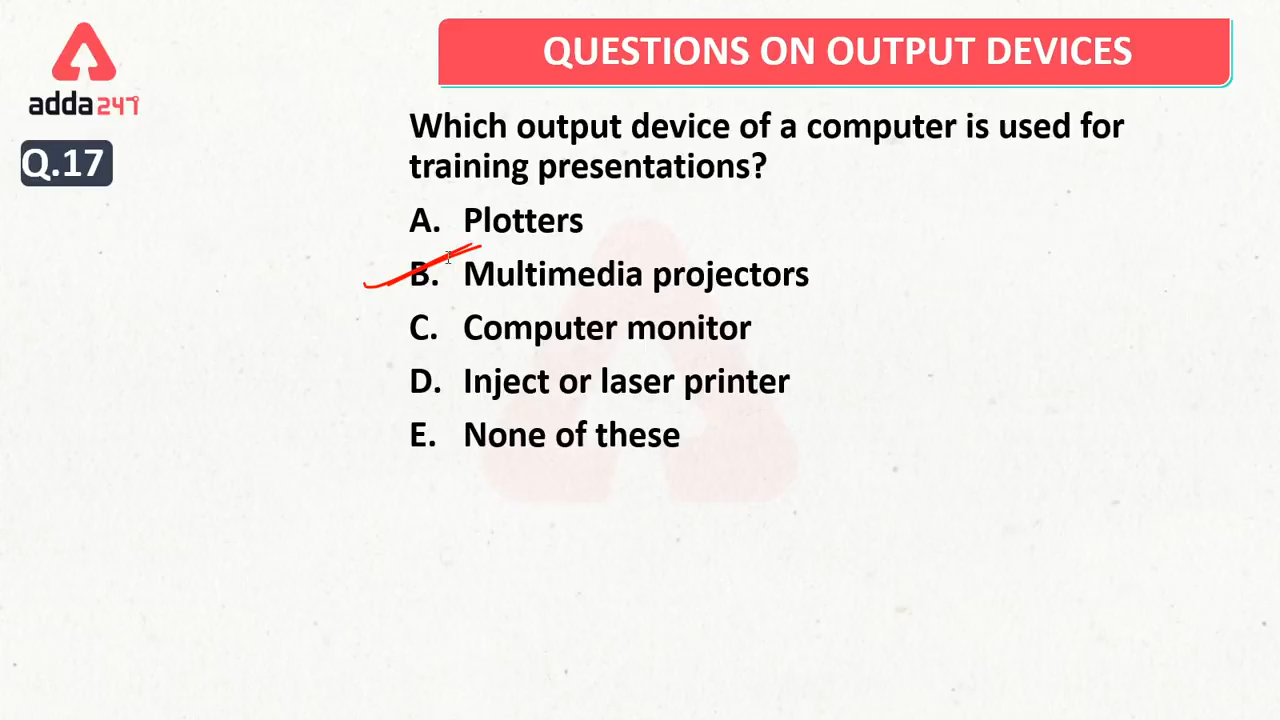 adda247
QUESTIONS ON OUTPUT DEVICES
Q.17
Which output device of a computer is used for
training presentations?
A. Plotters
B. Multimedia projectors
C. Computer monitor
D. Inject or laser printer
E. None of these